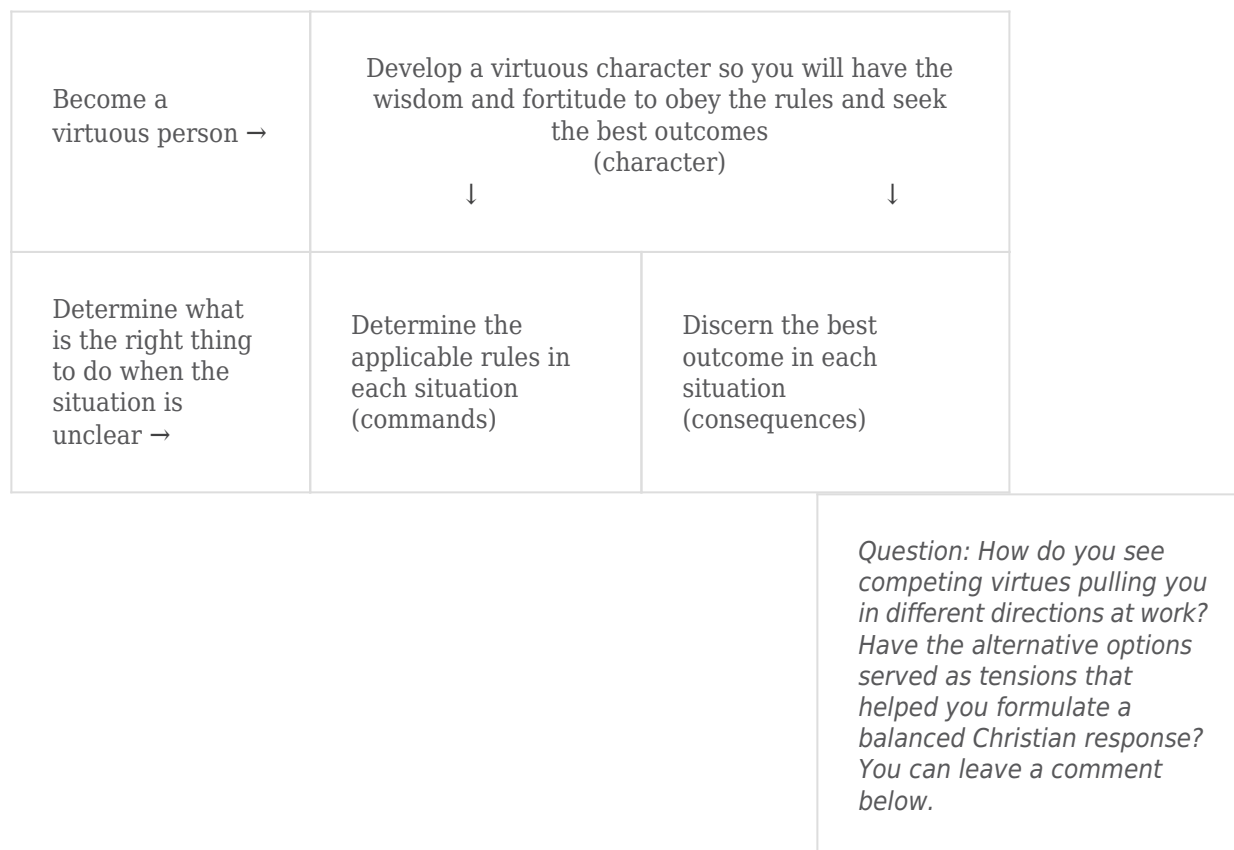 Become a
virtuous person →
Develop a virtuous character so you will have the
wisdom and fortitude to obey the rules and seek
the best outcomes
(character)
↓ ↓
Determine what
is the right thing
to do when the
situation is
unclear →
Determine the
applicable rules in
each situation
(commands)
Discern the best
outcome in each
situation
(consequences)
Question: How do you see
competing virtues pulling you
in different directions at work?
Have the alternative options
served as tensions that
helped you formulate a
balanced Christian response?
You can leave a comment
below.